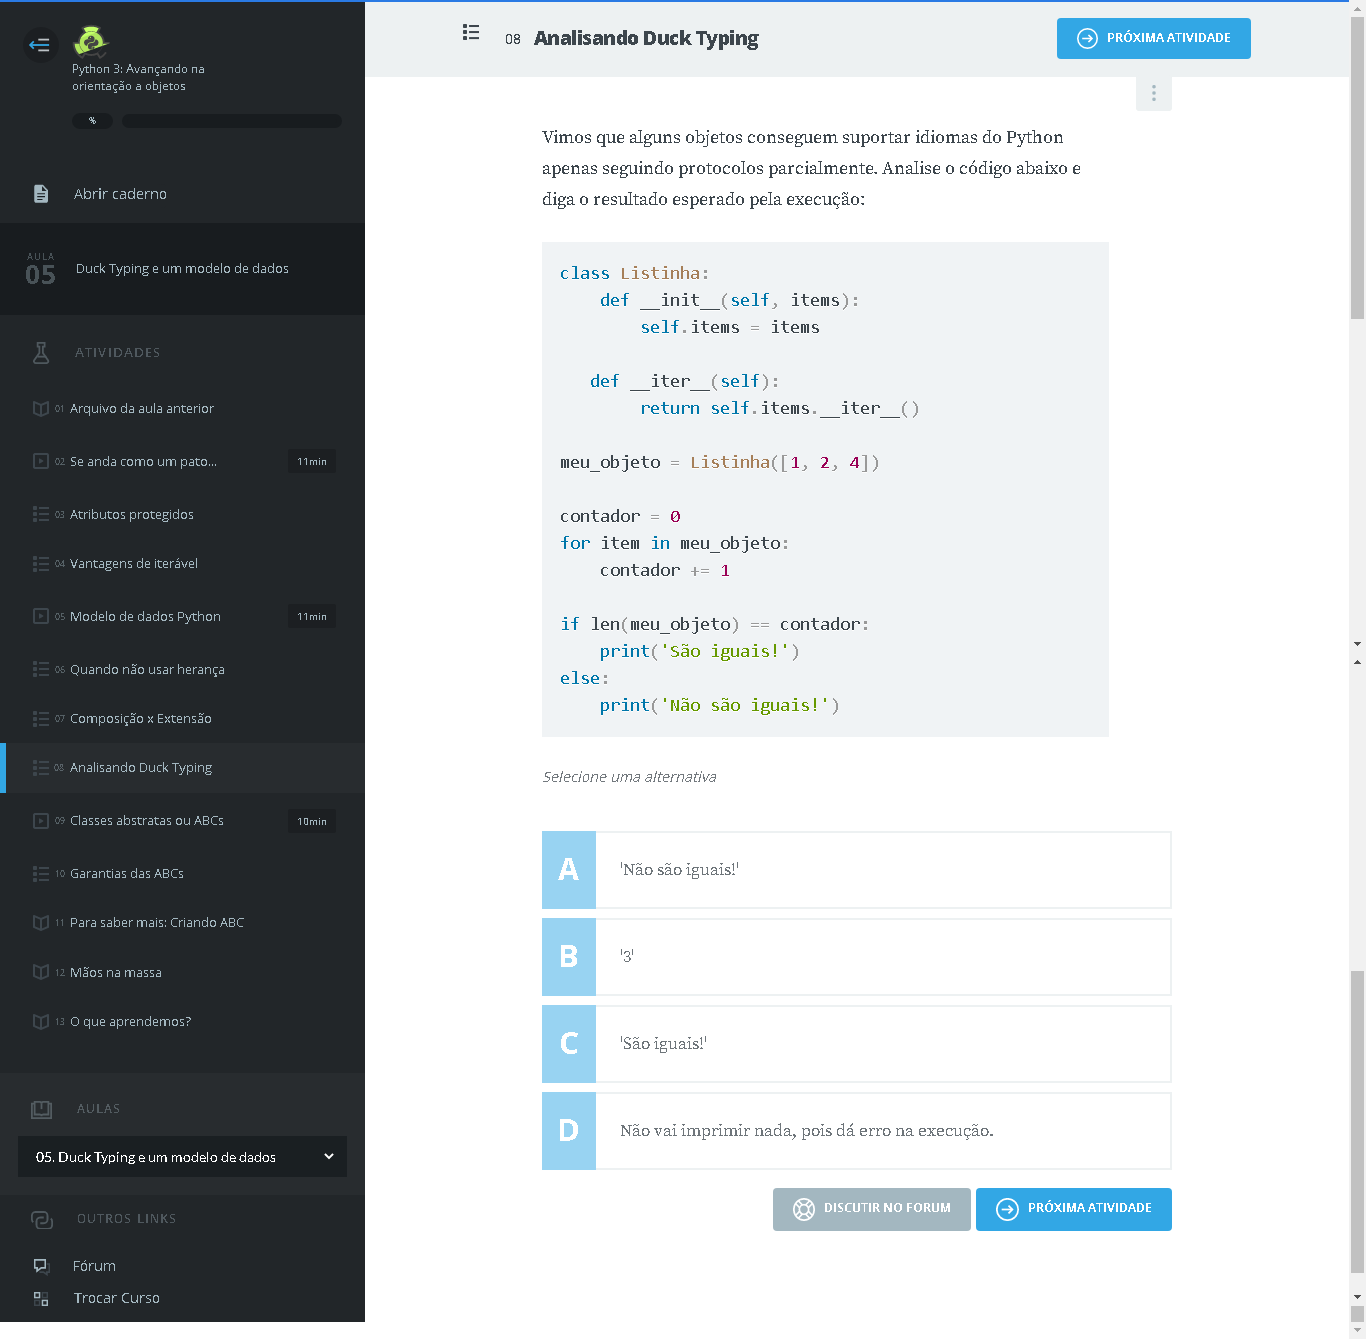 Python 3: Avançando na
orientação a objetos
%
Abrir caderno
AULA
05
Duck Typing e um modelo de dados
ATIVIDADES
01 Arquivo da aula anterior
02 Se anda como um pato... 11min
03 Atributos protegidos
04 Vantagens de iterável
05 Modelo de dados Python 11min
06 Quando não usar herança
07 Composição x Extensão
08 Analisando Duck Typing
09 Classes abstratas ou ABCs 10min
10 Garantias das ABCs
11 Para saber mais: Criando ABC
12 Mãos na massa
13 O que aprendemos?
AULAS
05. Duck Typing e um modelo de dados
OUTROS LINKS
Fórum
Trocar Curso
08 Analisando Duck Typing
PRÓXIMA ATIVIDADE
Vimos que alguns objetos conseguem suportar idiomas do Python
apenas seguindo protocolos parcialmente. Analise o código abaixo e
diga o resultado esperado pela execução:
class Listinha:
    def __init__(self, items):
        self.items = items
   def __iter__(self):
        return self.items.__iter__()
meu_objeto = Listinha([1, 2, 4])
contador = 0
for item in meu_objeto:
    contador += 1
if len(meu_objeto) == contador:
    print('São iguais!')
else:
    print('Não são iguais!')
Selecione uma alternativa
A 'Não são iguais!'
B '3'
C 'São iguais!'
D Não vai imprimir nada, pois dá erro na execução.
DISCUTIR NO FORUM
PRÓXIMA ATIVIDADE